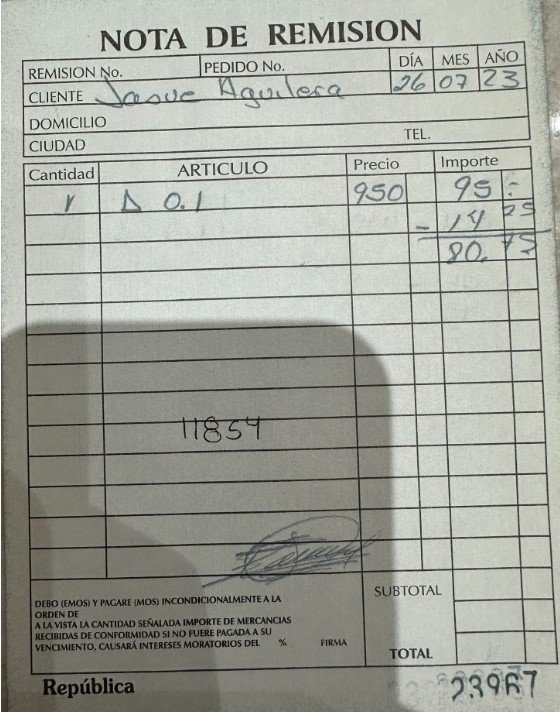 NOTA DE REMISION
REMISION No. PEDIDO No. DÍA MES AÑO
CLIENTE Josue Aguilera 26 07 23
DOMICILIO
CIUDAD TEL.
Cantidad ARTICULO Precio Importe
0.1 950 95.-
- 14 25
80.75
11854
DEBO (EMOS) Y PAGARE (MOS) INCONDICIONALMENTE A LA
ORDEN DE
A LA VISTA LA CANTIDAD SEÑALADA IMPORTE DE MERCANCIAS
RECIBIDAS DE CONFORMIDAD SI NO FUERE PAGADA A SU
VENCIMIENTO, CAUSARÁ INTERESES MORATORIOS DEL % FIRMA
SUBTOTAL
TOTAL
República 23967